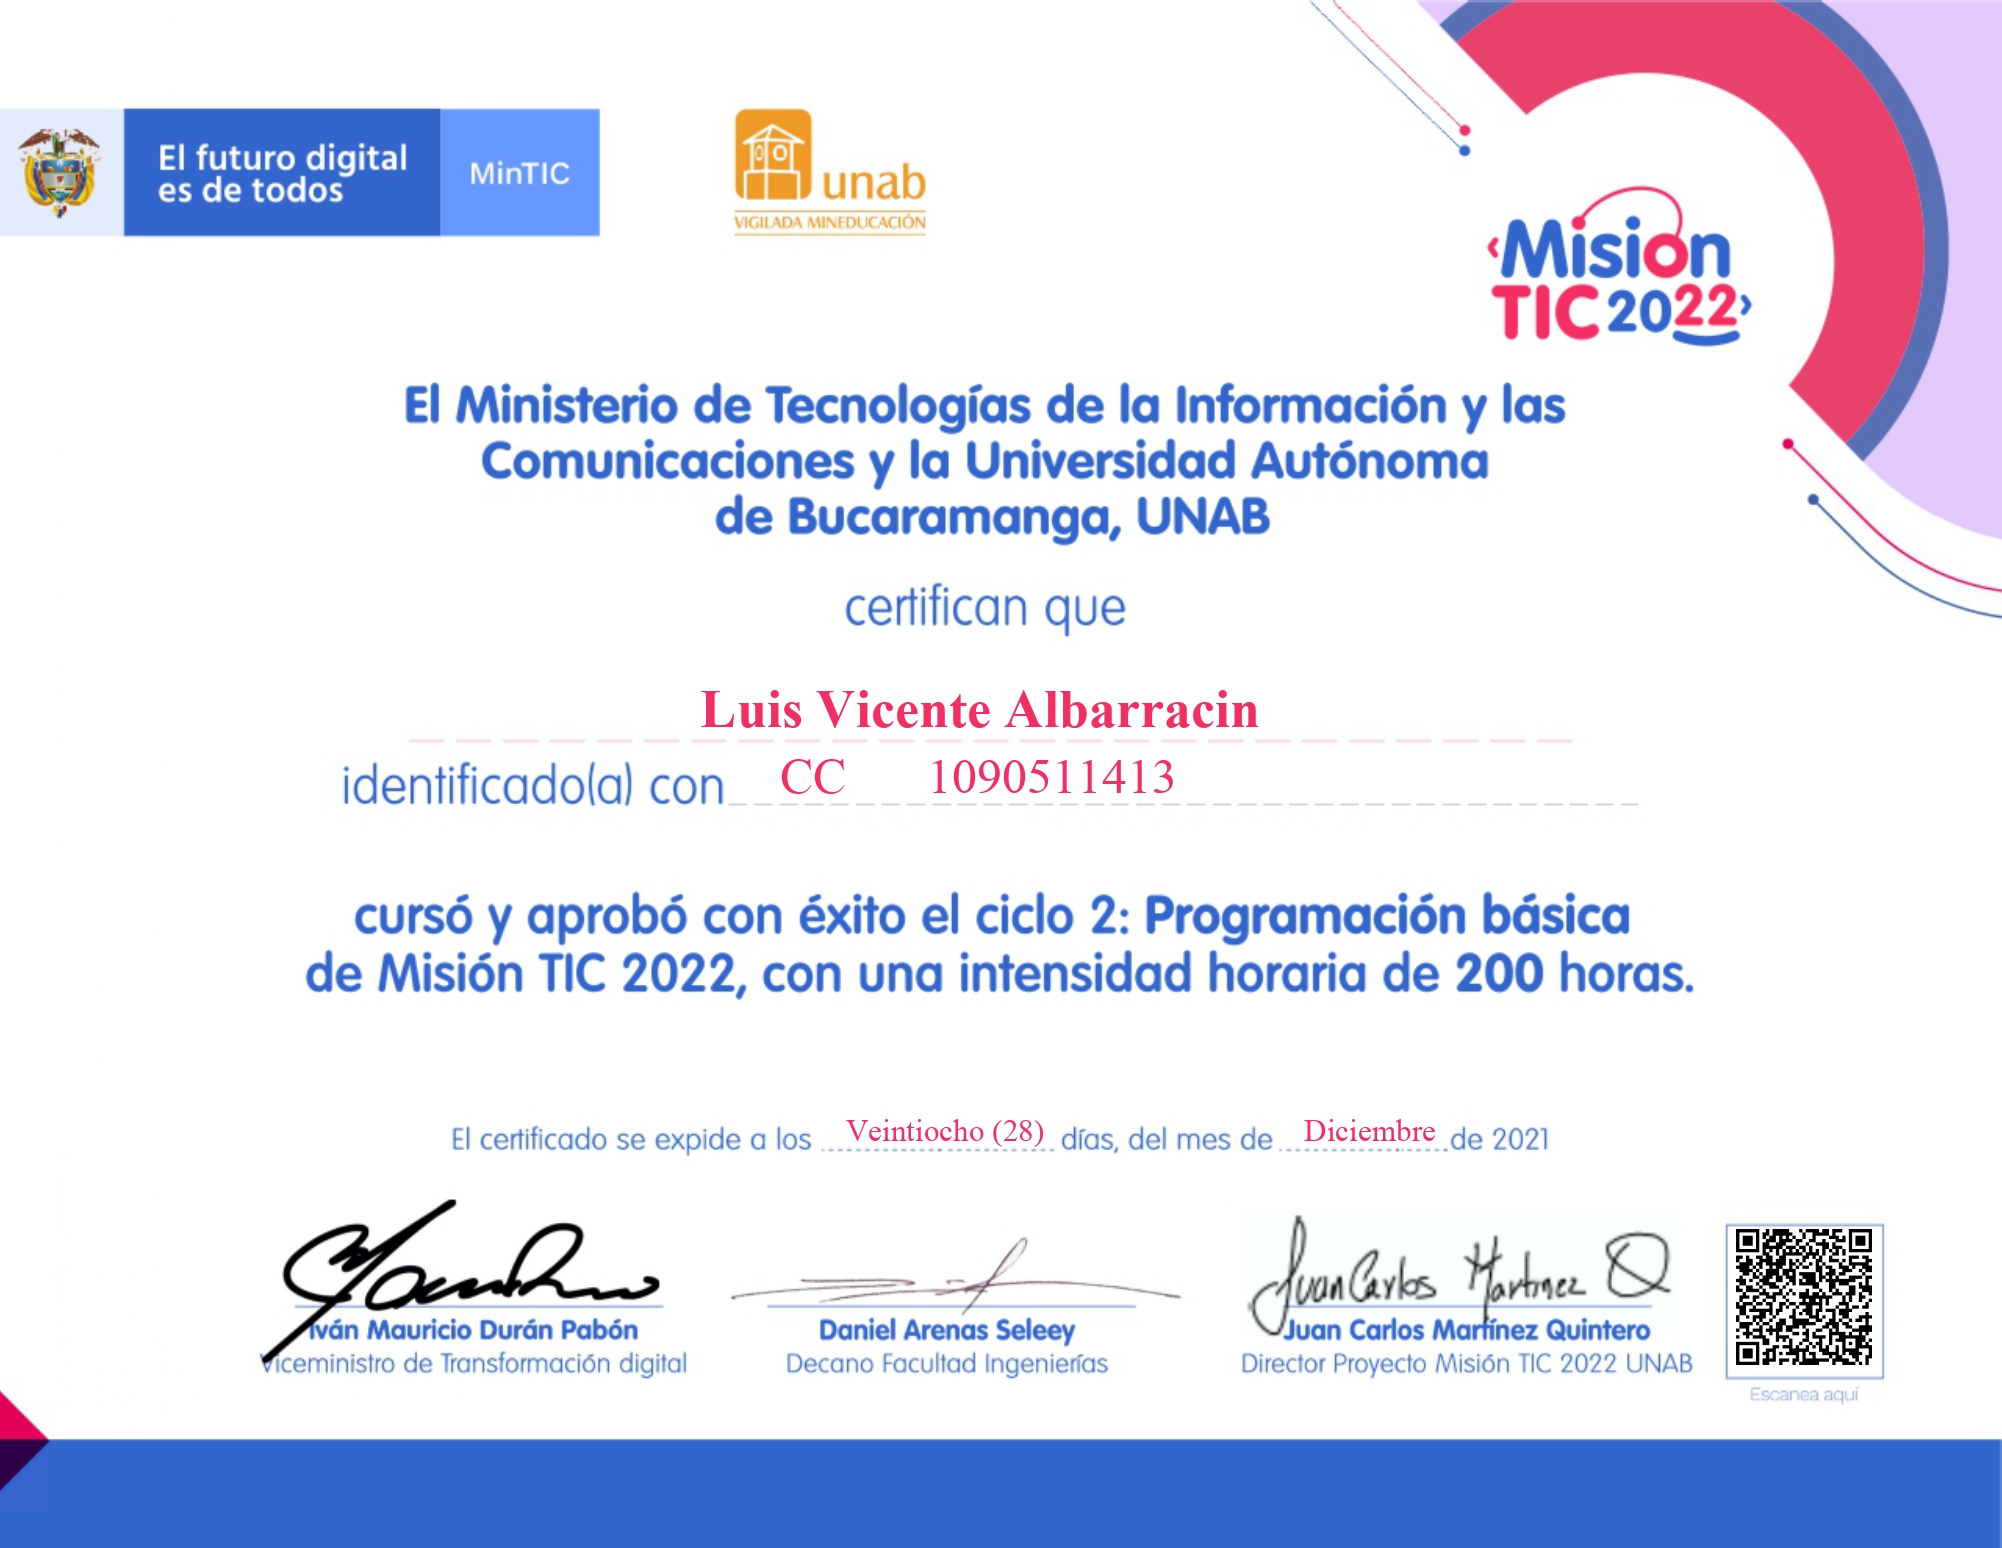 El futuro digital
es de todos
MinTIC
unab
VIGILADA MINEDUCACIÓN
‹Misión
TIC 2022›
El Ministerio de Tecnologías de la Información y las
Comunicaciones y la Universidad Autónoma
de Bucaramanga, UNAB
certifican que
Luis Vicente Albarracin
identificado(a) con CC 1090511413
cursó y aprobó con éxito el ciclo 2: Programación básica
de Misión TIC 2022, con una intensidad horaria de 200 horas.
El certificado se expide a los Veintiocho (28) días, del mes de Diciembre de 2021
Juan Carlos Martinez Q
Iván Mauricio Durán Pabón
Viceministro de Transformación digital
Daniel Arenas Seleey
Decano Facultad Ingenierías
Juan Carlos Martínez Quintero
Director Proyecto Misión TIC 2022 UNAB
Escanea aquí